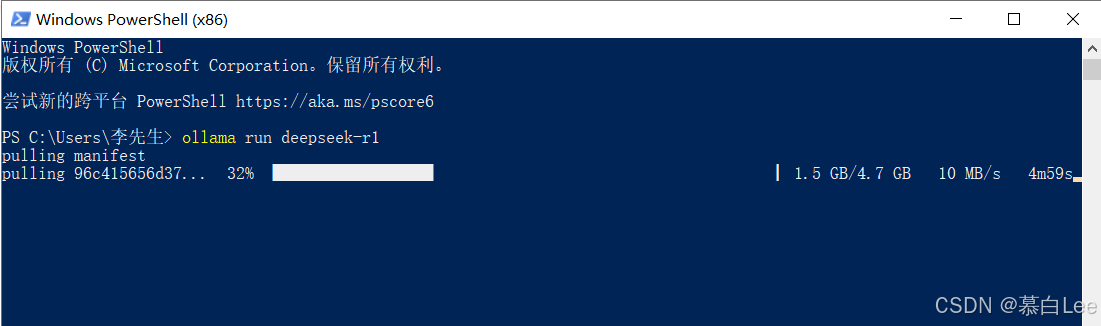 Windows PowerShell (x86)
Windows PowerShell
版权所有 (C) Microsoft Corporation。保留所有权利。
尝试新的跨平台 PowerShell https://aka.ms/pscore6
PS C:\Users\李先生> ollama run deepseek-r1
pulling manifest
pulling 96c415656d37... 32% 1.5 GB/4.7 GB 10 MB/s 4m59s
CSDN @慕白Lee